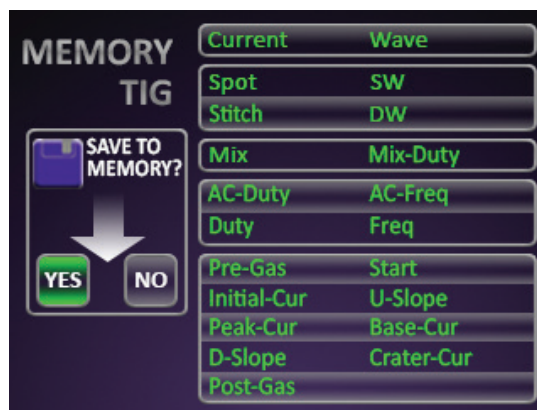 MEMORY
TIG
SAVE TO
MEMORY?
YES NO
Current Wave
Spot SW
Stitch DW
Mix Mix-Duty
AC-Duty AC-Freq
Duty Freq
Pre-Gas Start
Initial-Cur U-Slope
Peak-Cur Base-Cur
D-Slope Crater-Cur
Post-Gas